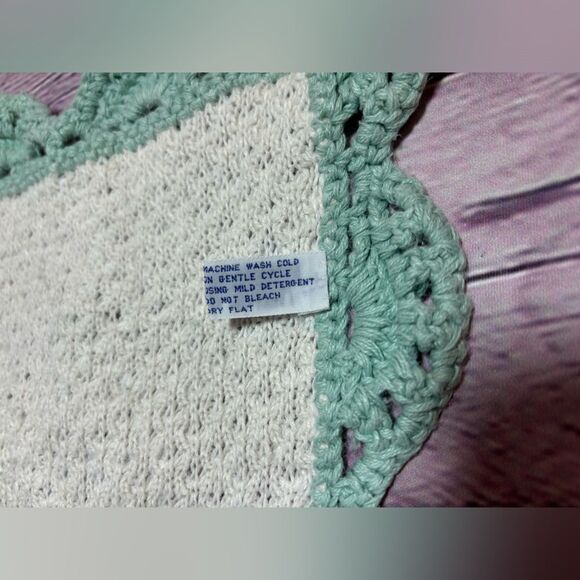 MACHINE WASH COLD
ON GENTLE CYCLE
USING MILD DETERGENT
DO NOT BLEACH
DRY FLAT